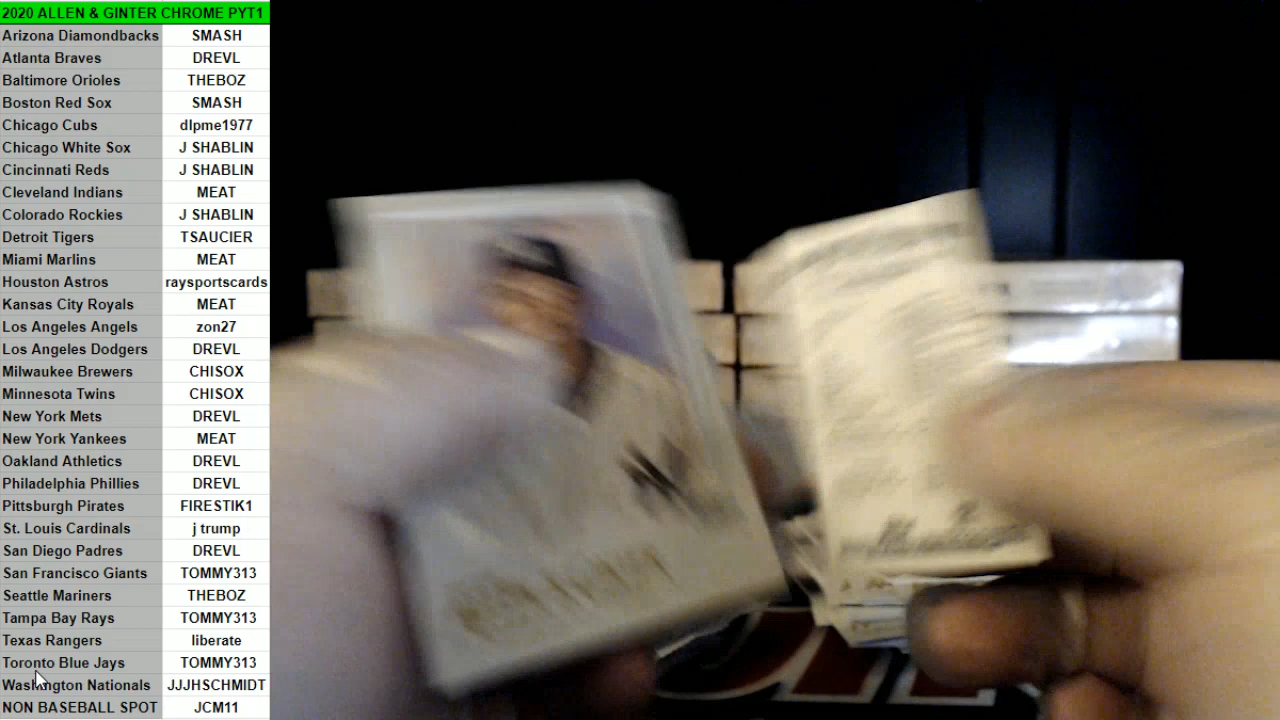 2020 ALLEN & GINTER CHROME PYT1
Arizona Diamondbacks SMASH
Atlanta Braves DREVL
Baltimore Orioles THEBOZ
Boston Red Sox SMASH
Chicago Cubs dlpme1977
Chicago White Sox J SHABLIN
Cincinnati Reds J SHABLIN
Cleveland Indians MEAT
Colorado Rockies J SHABLIN
Detroit Tigers TSAUCIER
Miami Marlins MEAT
Houston Astros raysportscards
Kansas City Royals MEAT
Los Angeles Angels zon27
Los Angeles Dodgers DREVL
Milwaukee Brewers CHISOX
Minnesota Twins CHISOX
New York Mets DREVL
New York Yankees MEAT
Oakland Athletics DREVL
Philadelphia Phillies DREVL
Pittsburgh Pirates FIRESTIK1
St. Louis Cardinals j trump
San Diego Padres DREVL
San Francisco Giants TOMMY313
Seattle Mariners THEBOZ
Tampa Bay Rays TOMMY313
Texas Rangers liberate
Toronto Blue Jays TOMMY313
Washington Nationals JJJHSCHMIDT
NON BASEBALL SPOT JCM11